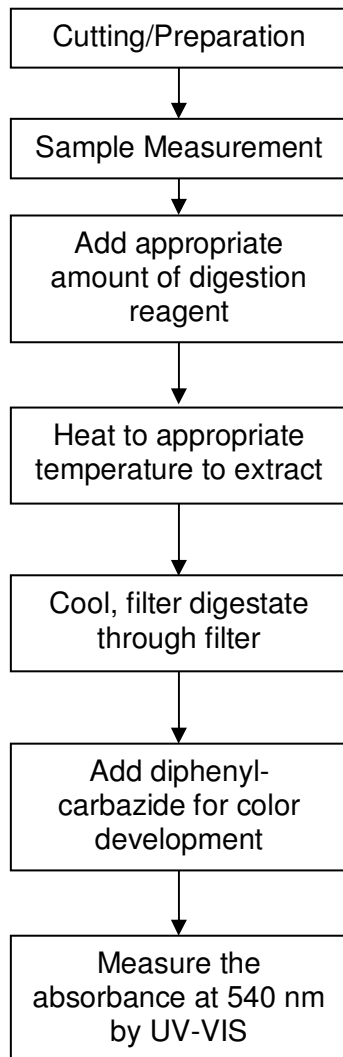 Cutting/Preparation
Sample Measurement
Add appropriate
amount of digestion
reagent
Heat to appropriate
temperature to extract
Cool, filter digestate
through filter
Add diphenyl-
carbazide for color
development
Measure the
absorbance at 540 nm
by UV-VIS